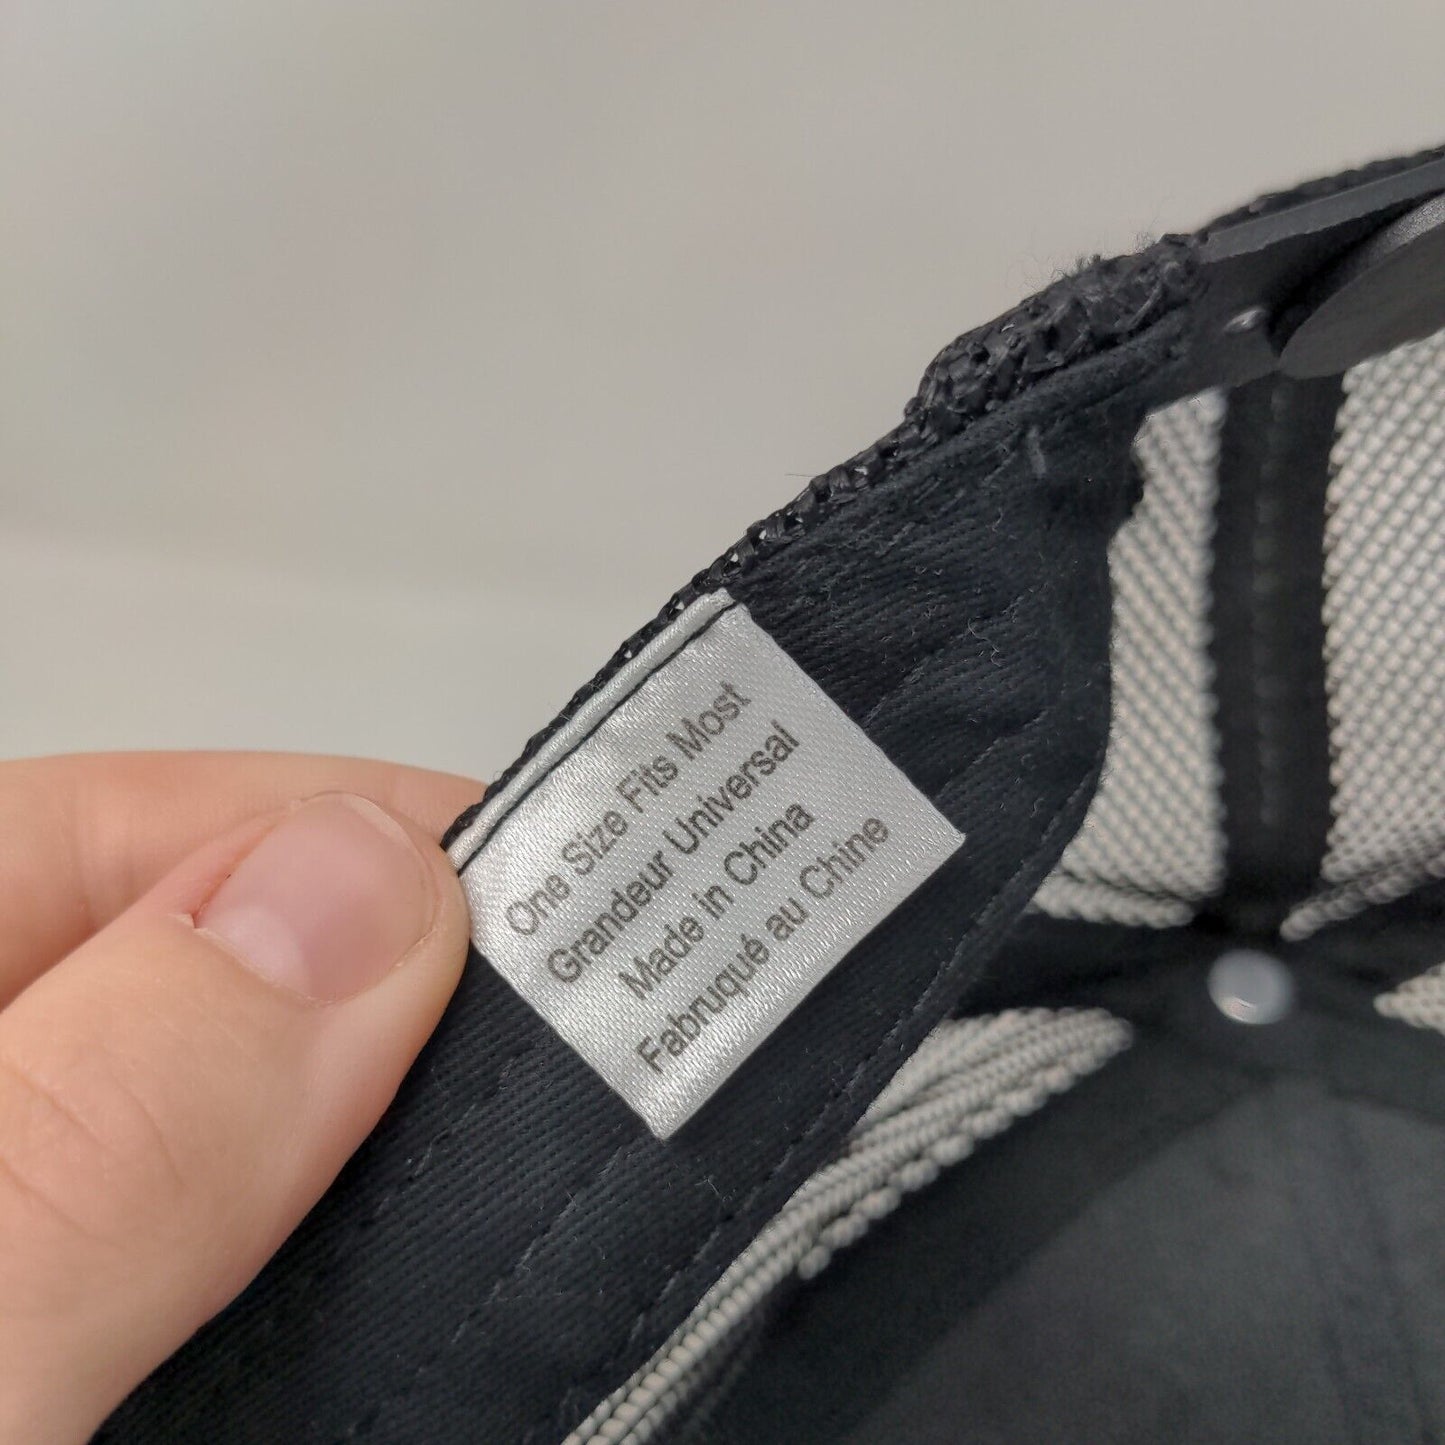 One Size Fits Most
Grandeur Universal
Made in China
Fabruqué au Chine